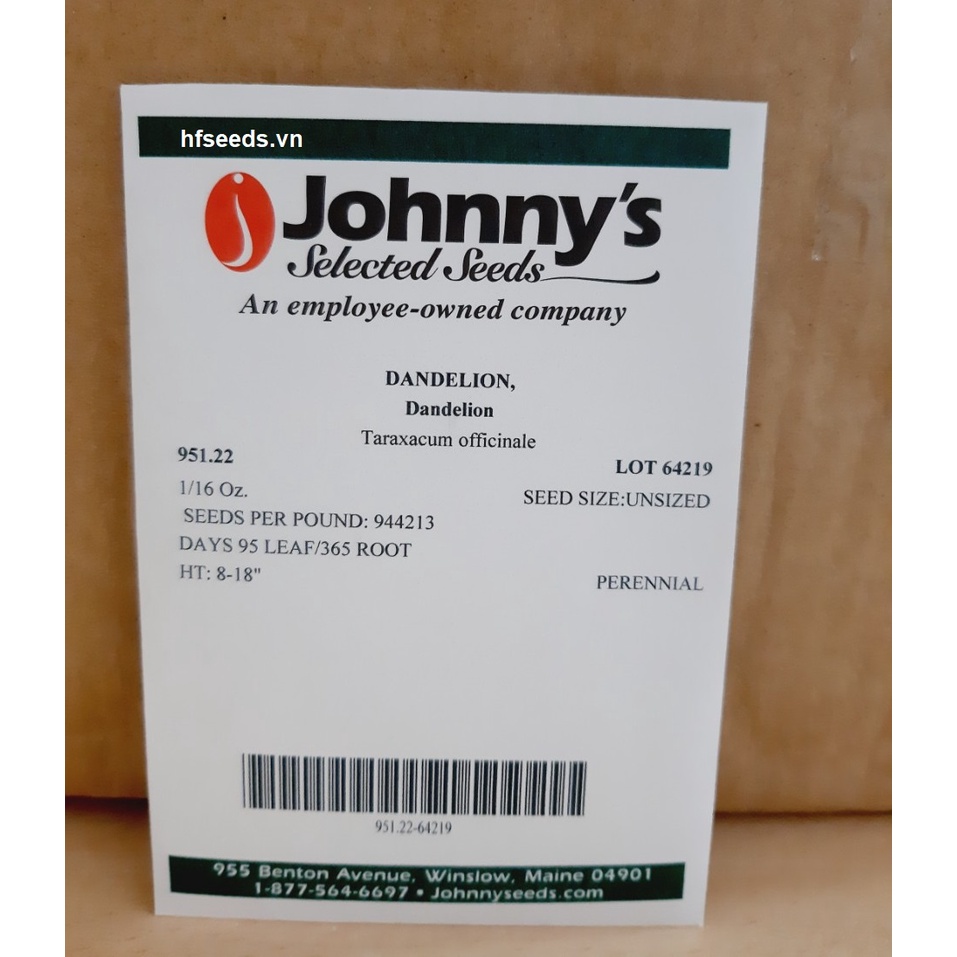 hfseeds.vn
Johnny's
Selected Seeds
An employee-owned company
DANDELION,
Dandelion
Taraxacum officinale
951.22
LOT 64219
1/16 Oz.
SEED SIZE:UNSIZED
SEEDS PER POUND: 944213
DAYS 95 LEAF/365 ROOT
HT: 8-18"
PERENNIAL
951.22-64219
955 Benton Avenue, Winslow, Maine 04901
1-877-564-6697 • Johnnyseeds.com